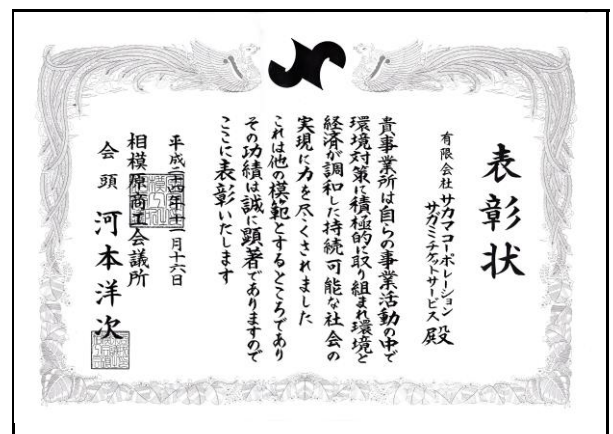 表彰状
有限会社 サカマコーポレーション
サガミチケットサービス 殿
貴事業所は自らの事業活動の中で
環境対策に積極的に取り組まれ環境と
経済が調和した持続可能な社会の
実現に力を尽くされました
これは他の模範とするところであり
その功績は誠に顕著でありますので
ここに表彰いたします
平成二十四年十一月十六日
相模原商工会議所
会頭 河本洋次